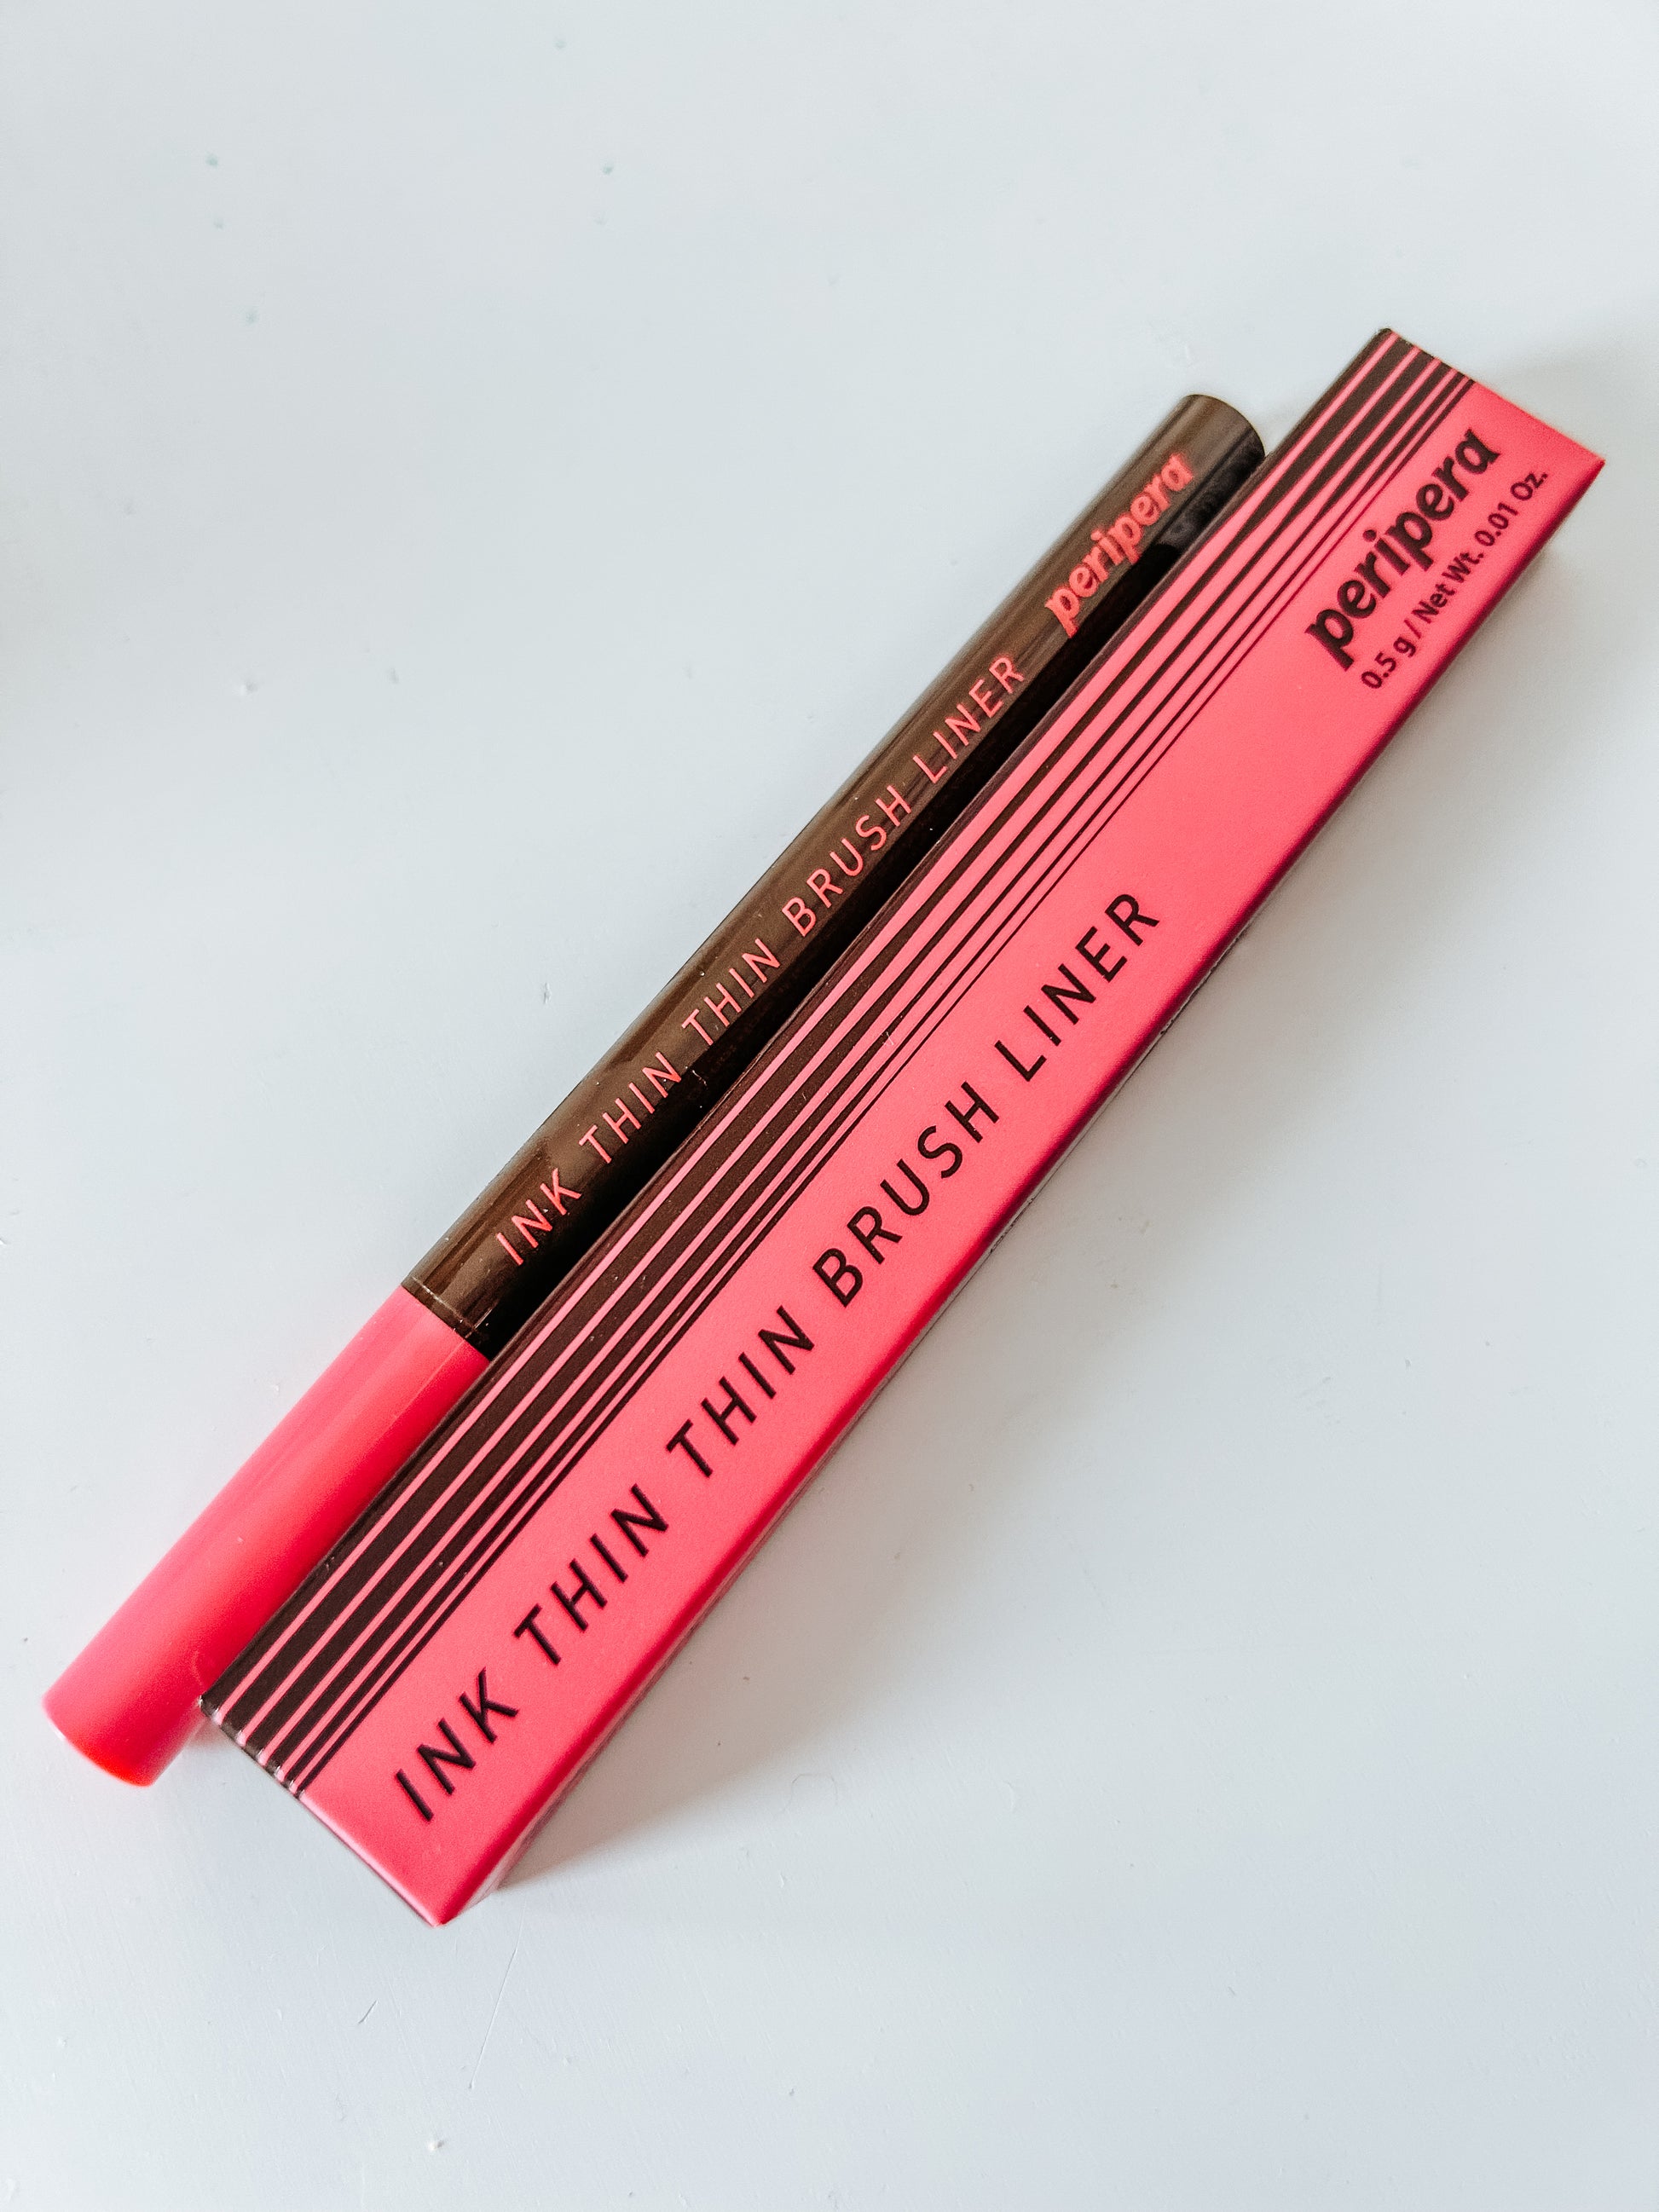 INK THIN THIN BRUSH LINER peripera
INK THIN THIN BRUSH LINER
peripera
0.5 g / Net Wt. 0.01 Oz.